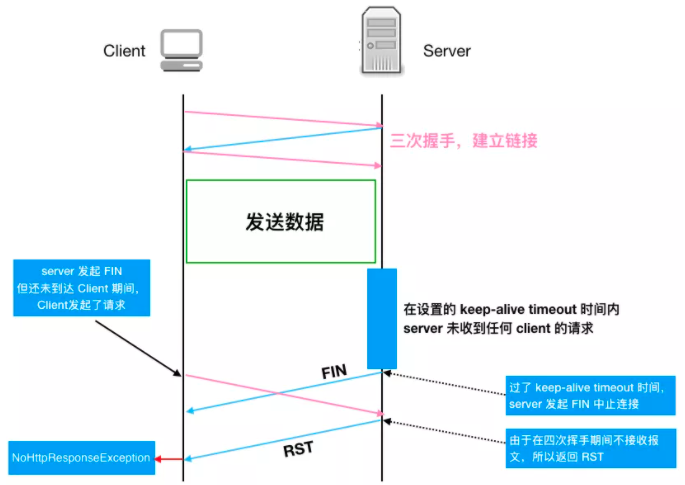 Client
Server
三次握手，建立链接
发送数据
server 发起 FIN
但还未到达 Client 期间，
Client发起了请求
在设置的 keep-alive timeout 时间内
server 未收到任何 client 的请求
FIN
过了 keep-alive timeout 时间，
server 发起 FIN 中止连接
RST
由于在四次挥手期间不接收报
文，所以返回 RST
NoHttpResponseException